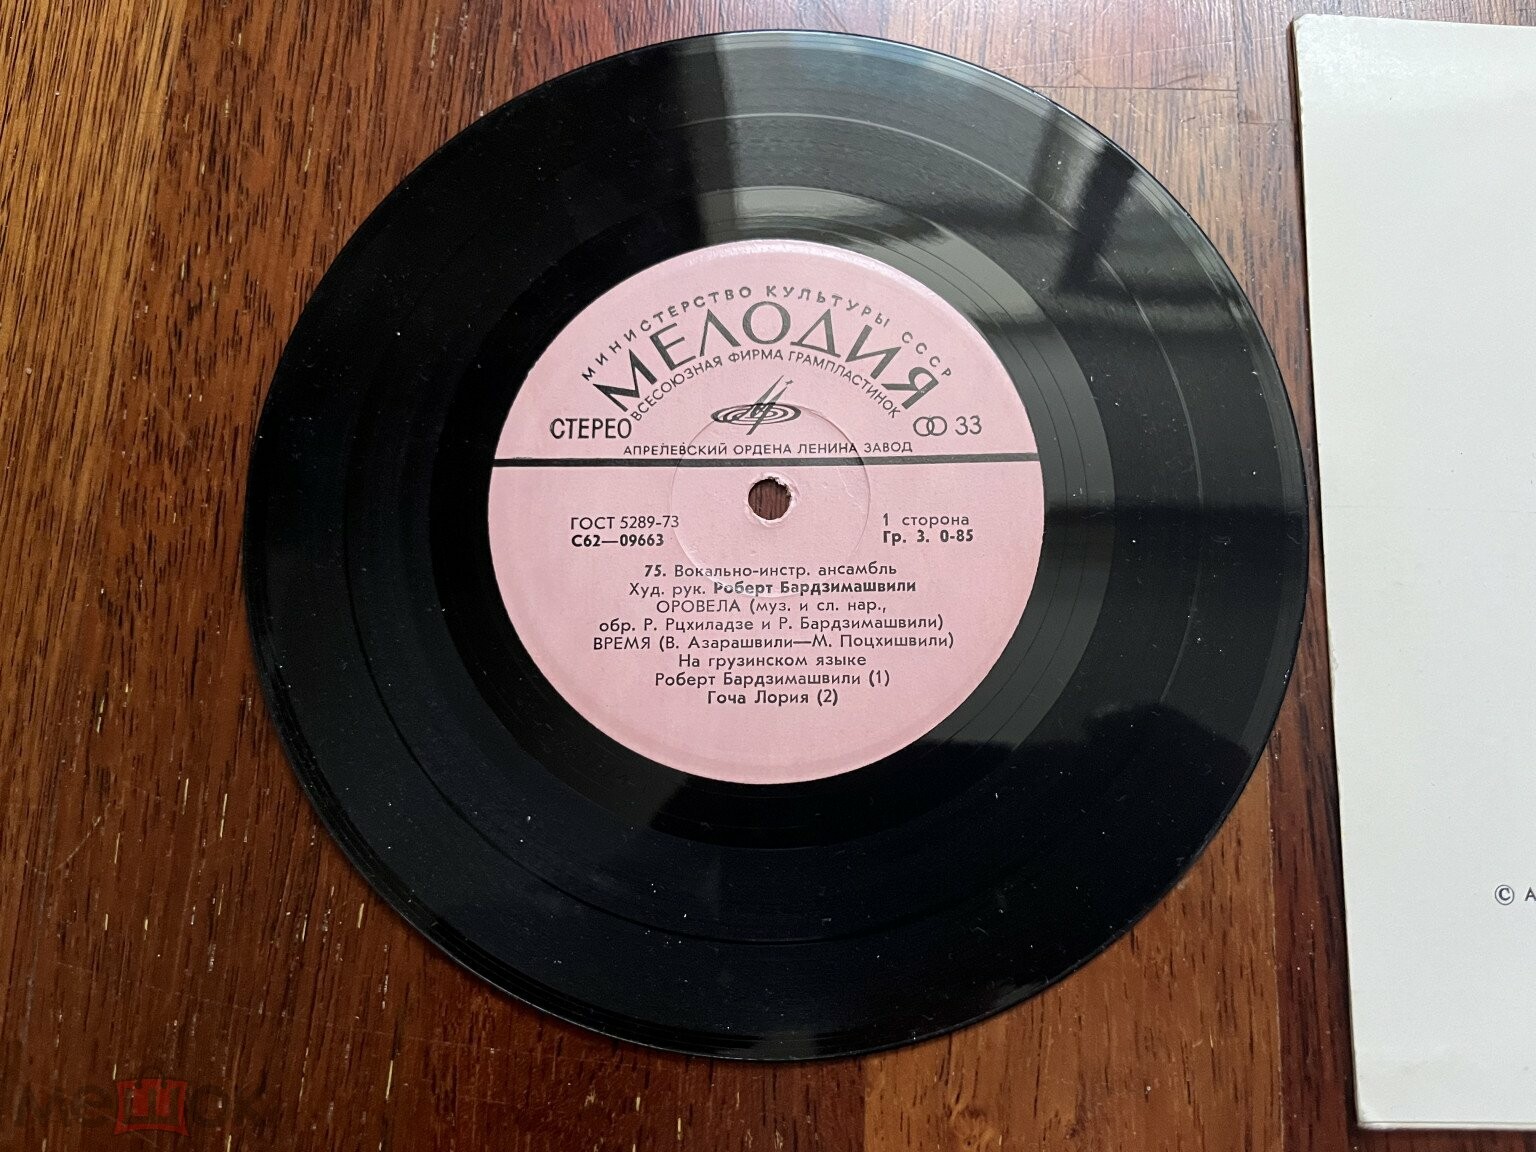 МИНИСТЕРСТВО КУЛЬТУРЫ СССР
МЕЛОДИЯ
ВСЕСОЮЗНАЯ ФИРМА ГРАМПЛАСТИНОК
СТЕРЕО
33
АПРЕЛЕВСКИЙ ОРДЕНА ЛЕНИНА ЗАВОД
ГОСТ 5289-73
1 сторона
С62—09663
Гр. 3. 0-85
75. Вокально-инстр. ансамбль
Худ. рук. Роберт Бардзимашвили
ОРОВЕЛА (муз. и сл. нар.,
обр. Р. Рцхиладзе и Р. Бардзимашвили)
ВРЕМЯ (В. Азарашвили—М. Поцхишвили)
На грузинском языке
Роберт Бардзимашвили (1)
Гоча Лория (2)
© А
мешок